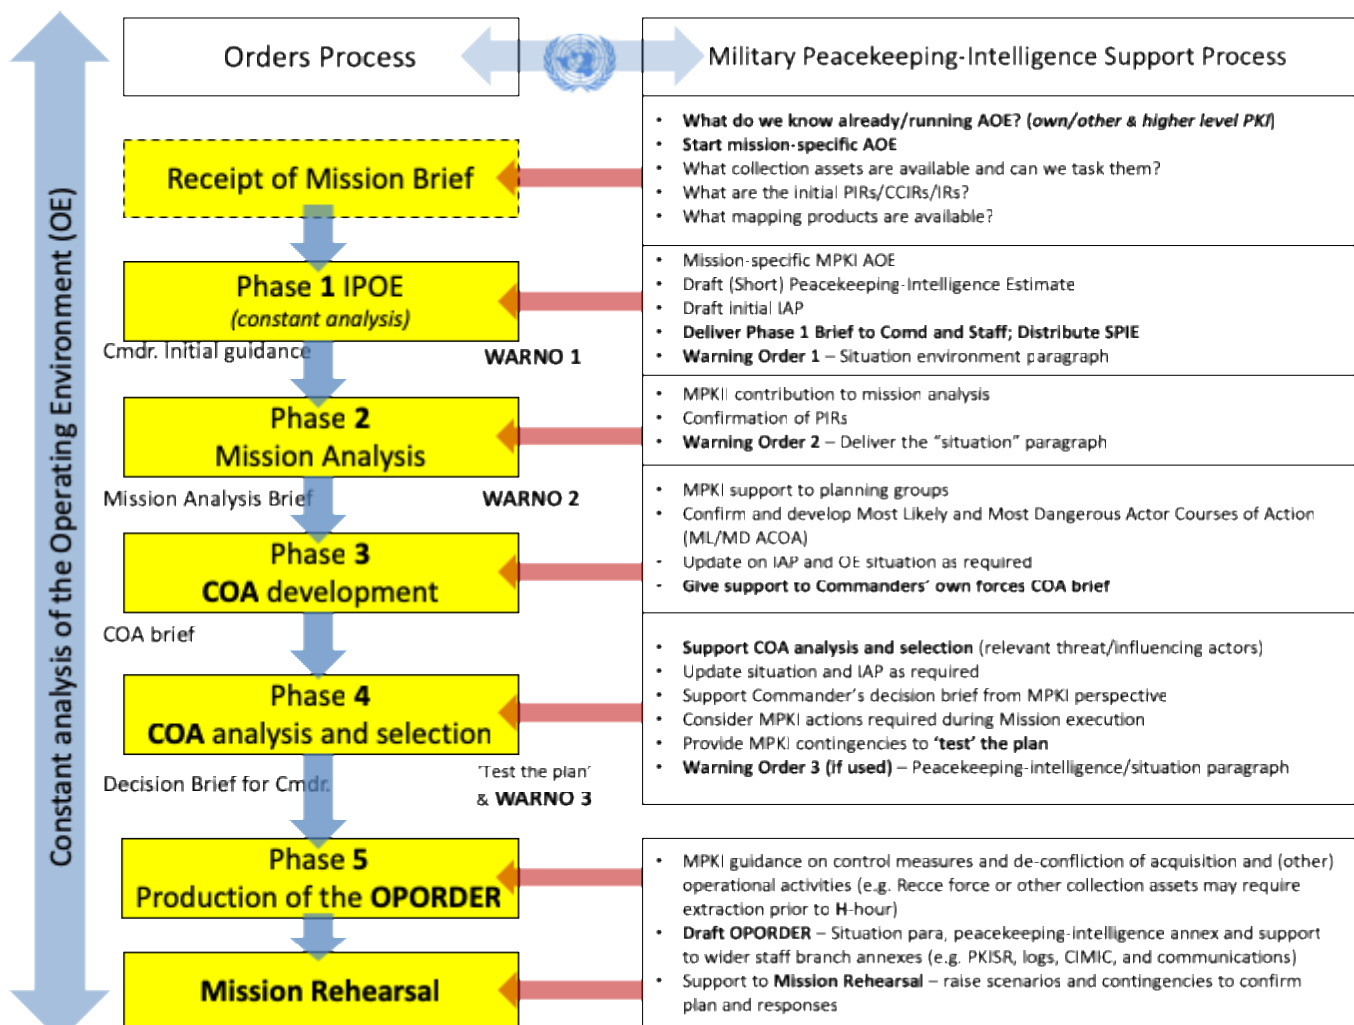 Orders Process
Military Peacekeeping-Intelligence Support Process
Constant analysis of the Operating Environment (OE)
Receipt of Mission Brief
• What do we know already/running AOE? (own/other & higher level PKI)
• Start mission-specific AOE
• What collection assets are available and can we task them?
• What are the initial PIRs/CCIRs/IRs?
• What mapping products are available?
Phase 1 IPOE
(constant analysis)
• Mission-specific MPKI AOE
• Draft (Short) Peacekeeping-Intelligence Estimate
• Draft initial IAP
• Deliver Phase 1 Brief to Comd and Staff; Distribute SPIE
• Warning Order 1 – Situation environment paragraph
Cmdr. Initial guidance
WARNO 1
Phase 2
Mission Analysis
• MPKII contribution to mission analysis
• Confirmation of PIRs
• Warning Order 2 – Deliver the “situation” paragraph
Mission Analysis Brief
WARNO 2
Phase 3
COA development
• MPKI support to planning groups
• Confirm and develop Most Likely and Most Dangerous Actor Courses of Action
(ML/MD ACOA)
• Update on IAP and OE situation as required
• Give support to Commanders’ own forces COA brief
COA brief
Phase 4
COA analysis and selection
• Support COA analysis and selection (relevant threat/influencing actors)
• Update situation and IAP as required
• Support Commander’s decision brief from MPKI perspective
• Consider MPKI actions required during Mission execution
• Provide MPKI contingencies to ‘test’ the plan
• Warning Order 3 (if used) – Peacekeeping-intelligence/situation paragraph
Decision Brief for Cmdr.
‘Test the plan’
& WARNO 3
Phase 5
Production of the OPORDER
• MPKI guidance on control measures and de-confliction of acquisition and (other)
operational activities (e.g. Recce force or other collection assets may require
extraction prior to H-hour)
• Draft OPORDER – Situation para, peacekeeping-intelligence annex and support
to wider staff branch annexes (e.g. PKISR, logs, CIMIC, and communications)
• Support to Mission Rehearsal – raise scenarios and contingencies to confirm
plan and responses
Mission Rehearsal